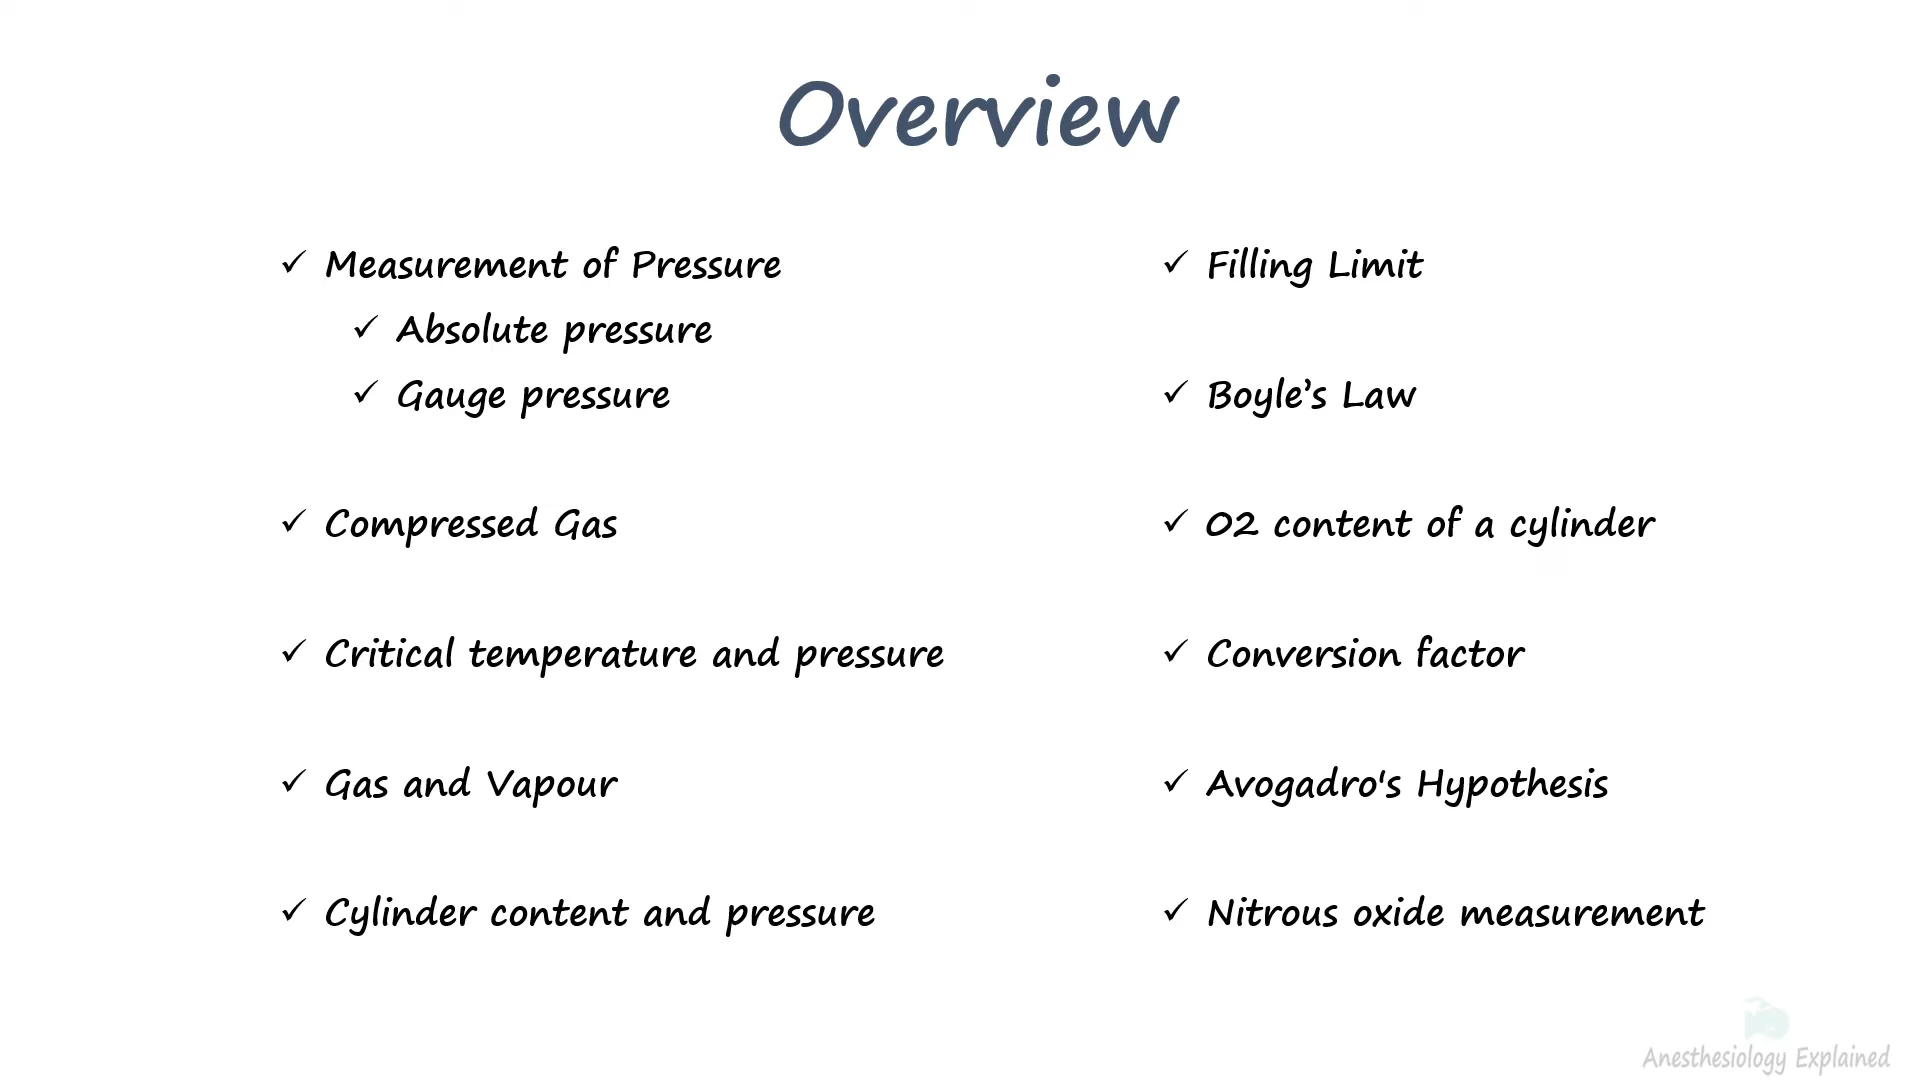 Overview
✓ Measurement of Pressure
✓ Absolute pressure
✓ Gauge pressure
✓ Compressed Gas
✓ Critical temperature and pressure
✓ Gas and Vapour
✓ Cylinder content and pressure
✓ Filling Limit
✓ Boyle’s Law
✓ O2 content of a cylinder
✓ Conversion factor
✓ Avogadro's Hypothesis
✓ Nitrous oxide measurement
Anesthesiology Explained